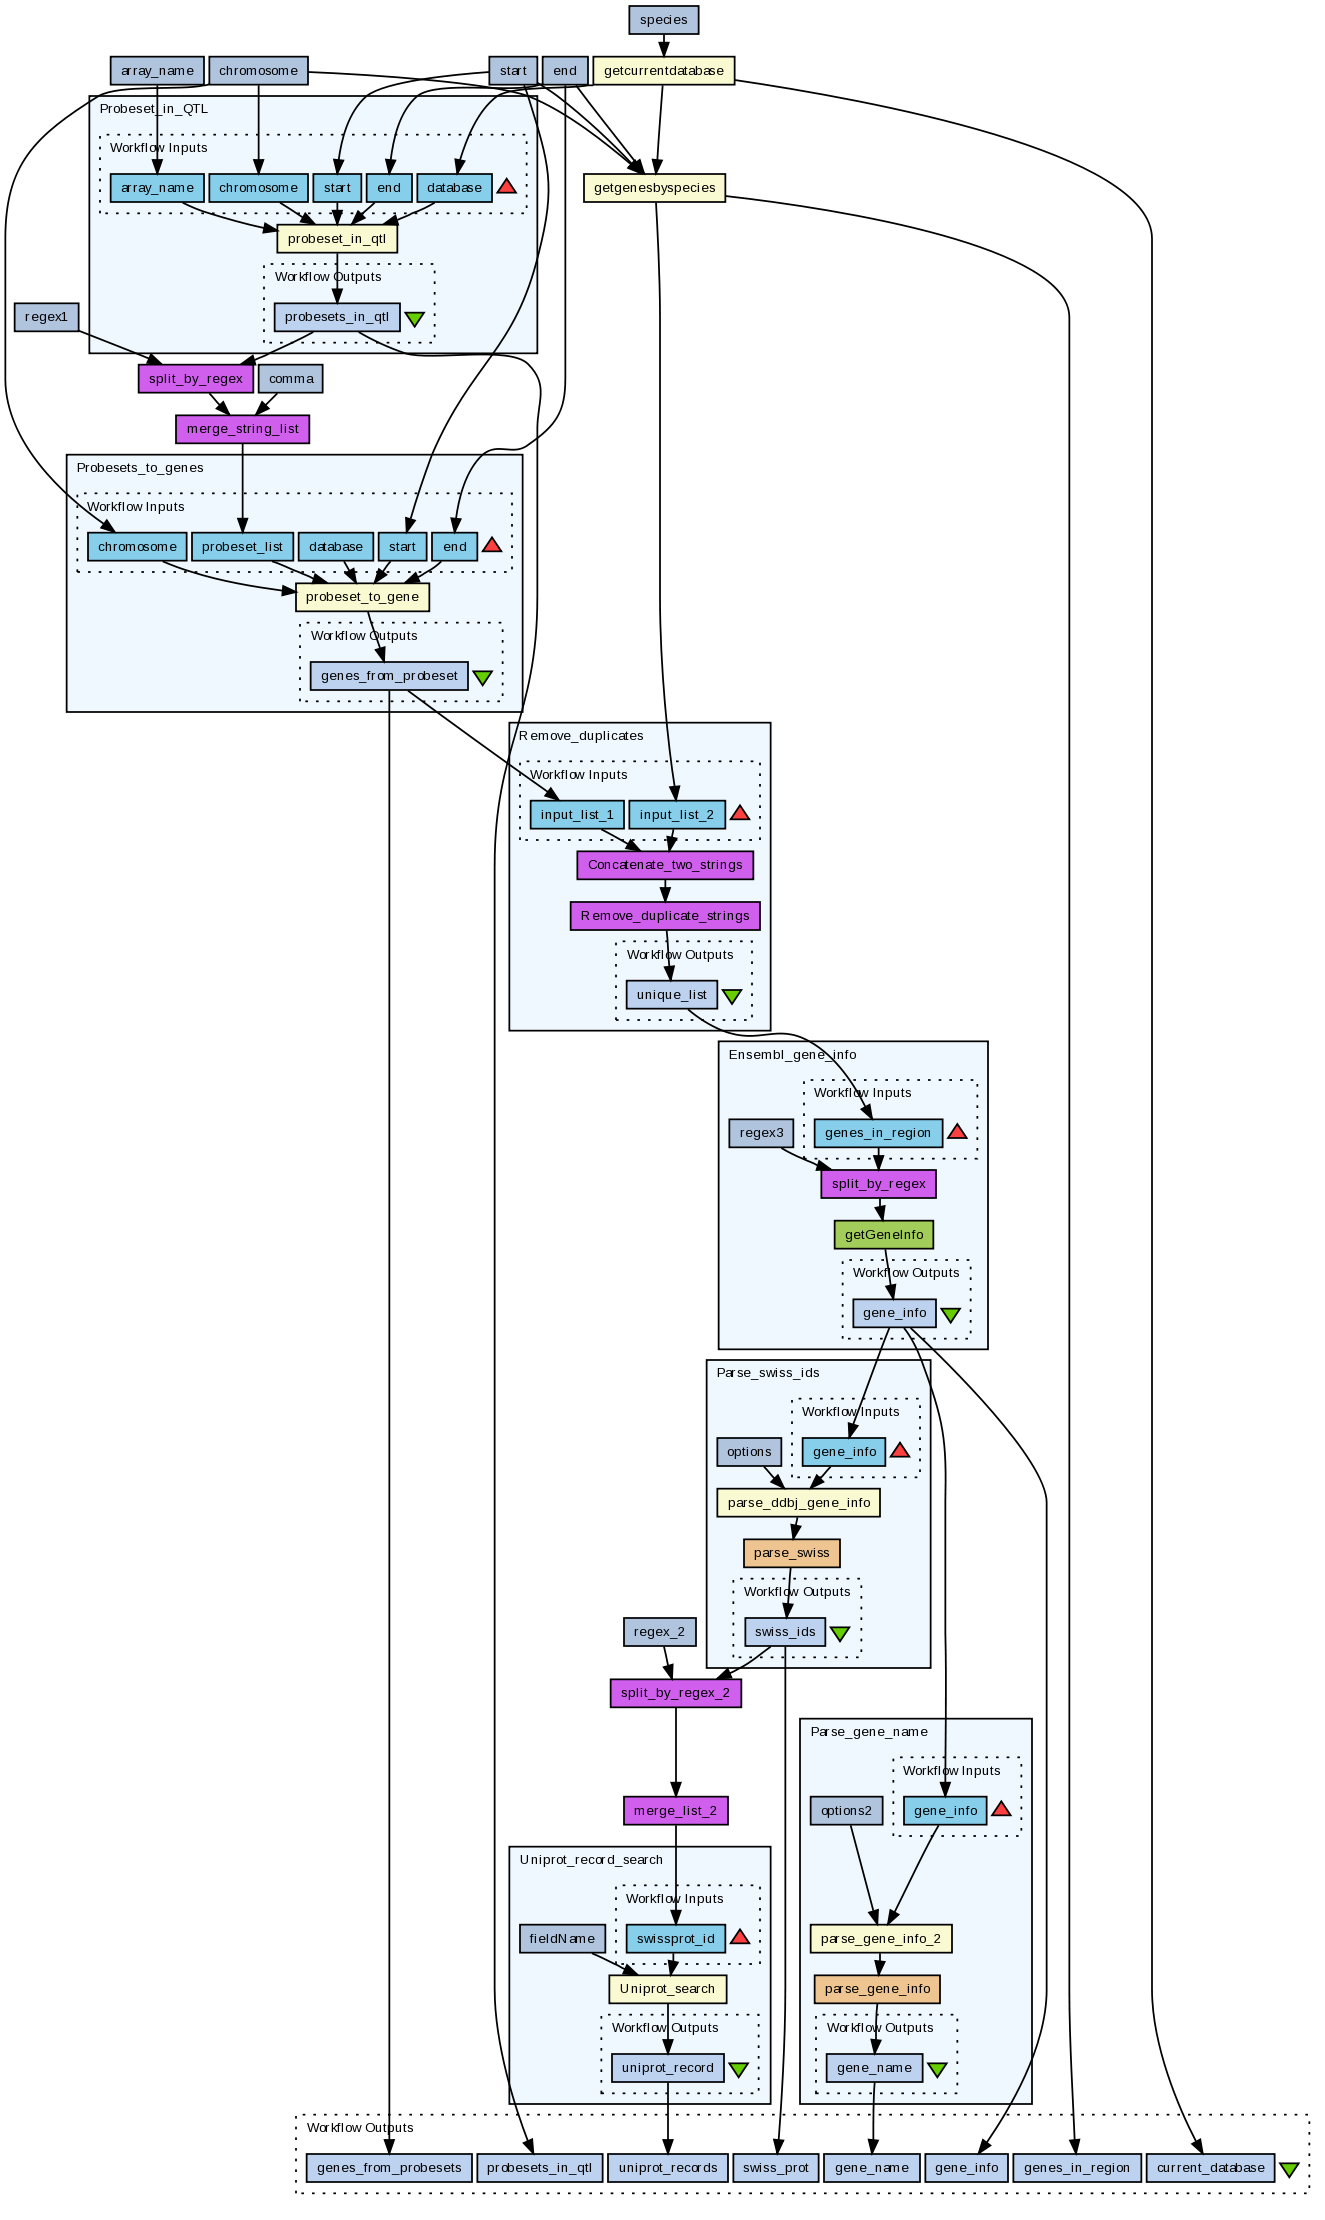 species
array_name
chromosome
start
end
getcurrentdatabase
Probeset_in_QTL
Workflow Inputs
array_name
chromosome
start
end
database
getgenesbyspecies
probeset_in_qtl
Workflow Outputs
regex1
probesets_in_qtl
split_by_regex
comma
merge_string_list
Probesets_to_genes
Workflow Inputs
chromosome
probeset_list
database
start
end
probeset_to_gene
Workflow Outputs
genes_from_probeset
Remove_duplicates
Workflow Inputs
input_list_1
input_list_2
Concatenate_two_strings
Remove_duplicate_strings
Workflow Outputs
unique_list
Ensembl_gene_info
Workflow Inputs
regex3
genes_in_region
split_by_regex
getGeneInfo
Workflow Outputs
gene_info
Parse_swiss_ids
Workflow Inputs
options
gene_info
parse_ddbj_gene_info
parse_swiss
Workflow Outputs
regex_2
swiss_ids
split_by_regex_2
Parse_gene_name
Workflow Inputs
merge_list_2
options2
gene_info
Uniprot_record_search
Workflow Inputs
fieldName
swissprot_id
parse_gene_info_2
Uniprot_search
parse_gene_info
Workflow Outputs
Workflow Outputs
uniprot_record
gene_name
Workflow Outputs
genes_from_probesets
probesets_in_qtl
uniprot_records
swiss_prot
gene_name
gene_info
genes_in_region
current_database